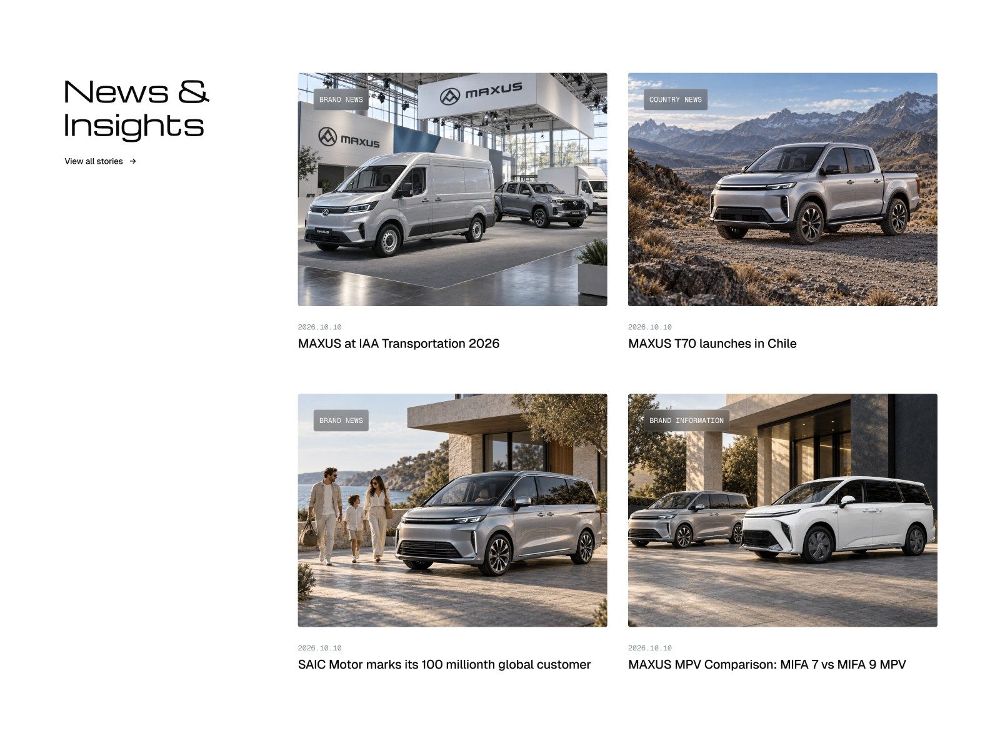 News &
Insights
View all stories →
BRAND NEWS
MAXUS
MAXUS
MAXUS
2026.10.10
MAXUS at IAA Transportation 2026
COUNTRY NEWS
2026.10.10
MAXUS T70 launches in Chile
BRAND NEWS
2026.10.10
SAIC Motor marks its 100 millionth global customer
BRAND INFORMATION
2026.10.10
MAXUS MPV Comparison: MIFA 7 vs MIFA 9 MPV